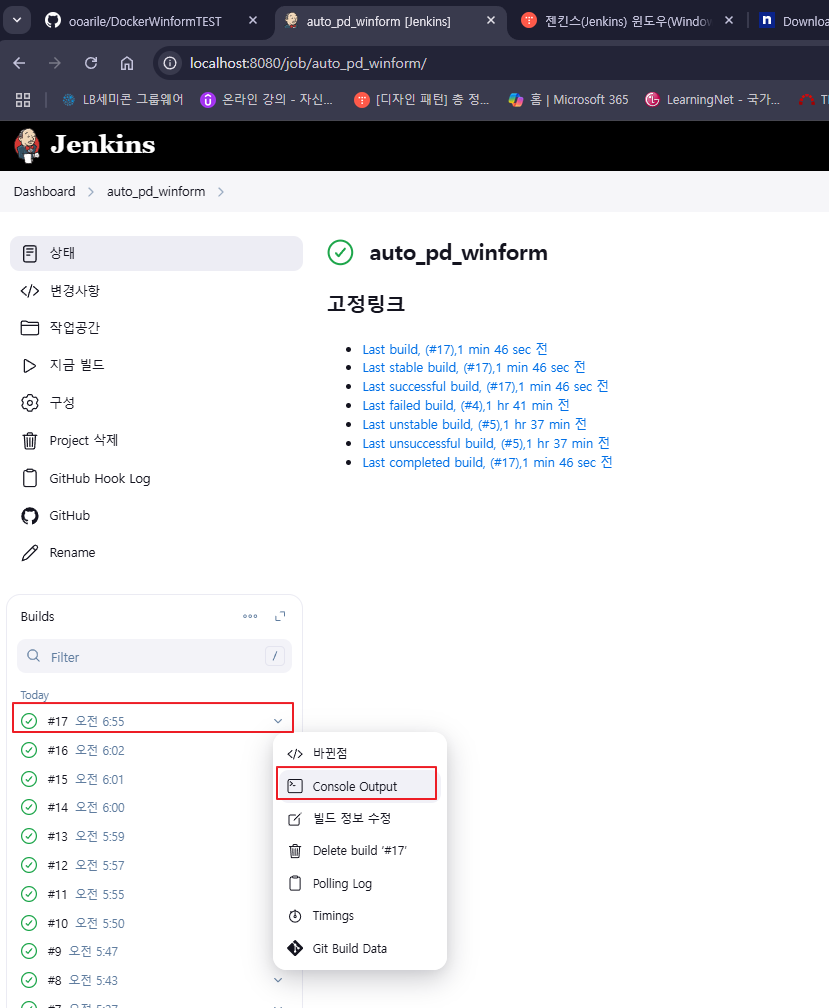 ooarile/DockerWinformTEST
auto_pd_winform [Jenkins]
젠킨스(Jenkins) 윈도우(Window
localhost:8080/job/auto_pd_winform/
LB세미콘 그룹웨어
온라인 강의 - 자신...
[디자인 패턴] 총 정...
홈 | Microsoft 365
LearningNet - 국가...
Jenkins
Dashboard
auto_pd_winform
상태
변경사항
작업공간
지금 빌드
구성
Project 삭제
GitHub Hook Log
GitHub
Rename
auto_pd_winform
고정링크
Last build, (#17),1 min 46 sec 전
Last stable build, (#17),1 min 46 sec 전
Last successful build, (#17),1 min 46 sec 전
Last failed build, (#4),1 hr 41 min 전
Last unstable build, (#5),1 hr 37 min 전
Last unsuccessful build, (#5),1 hr 37 min 전
Last completed build, (#17),1 min 46 sec 전
Builds
Filter
/
Today
#17 오전 6:55
#16 오전 6:02
#15 오전 6:01
#14 오전 6:00
#13 오전 5:59
#12 오전 5:57
#11 오전 5:55
#10 오전 5:50
#9 오전 5:47
#8 오전 5:43
바뀐점
Console Output
빌드 정보 수정
Delete build '#17'
Polling Log
Timings
Git Build Data